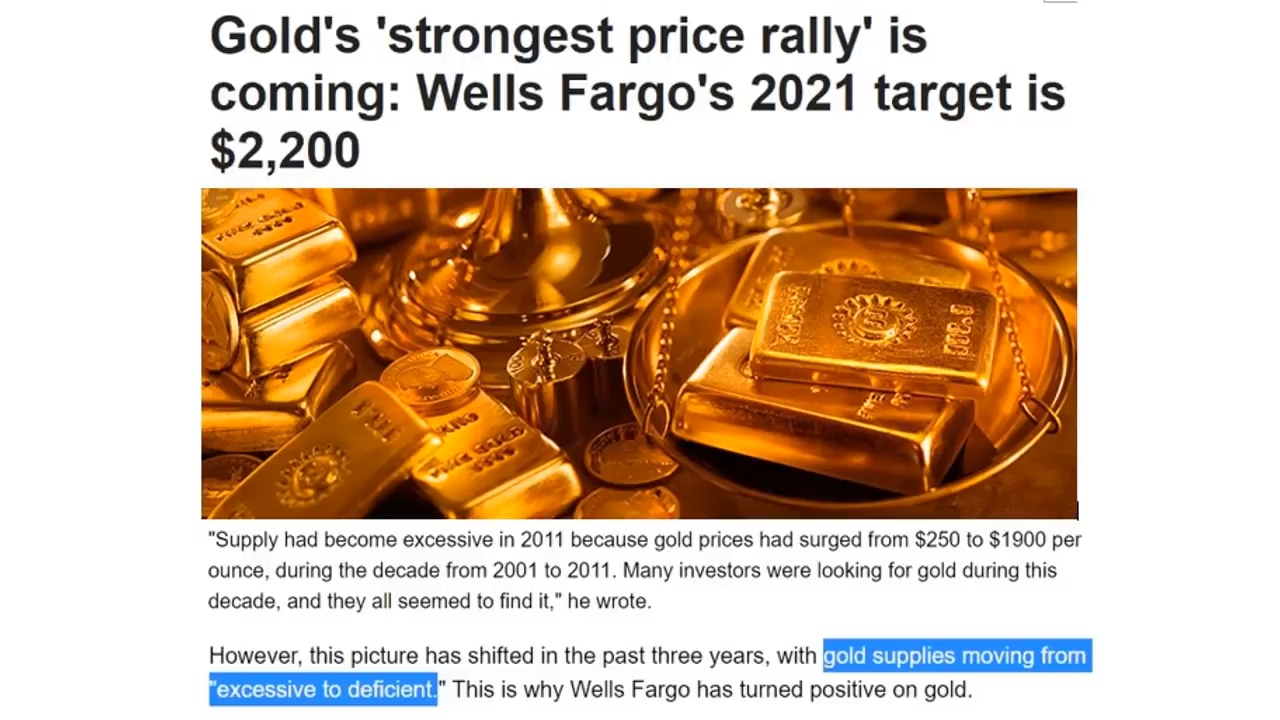 Gold's 'strongest price rally' is
coming: Wells Fargo's 2021 target is
$2,200
"Supply had become excessive in 2011 because gold prices had surged from $250 to $1900 per
ounce, during the decade from 2001 to 2011. Many investors were looking for gold during this
decade, and they all seemed to find it," he wrote.
However, this picture has shifted in the past three years, with gold supplies moving from
"excessive to deficient." This is why Wells Fargo has turned positive on gold.